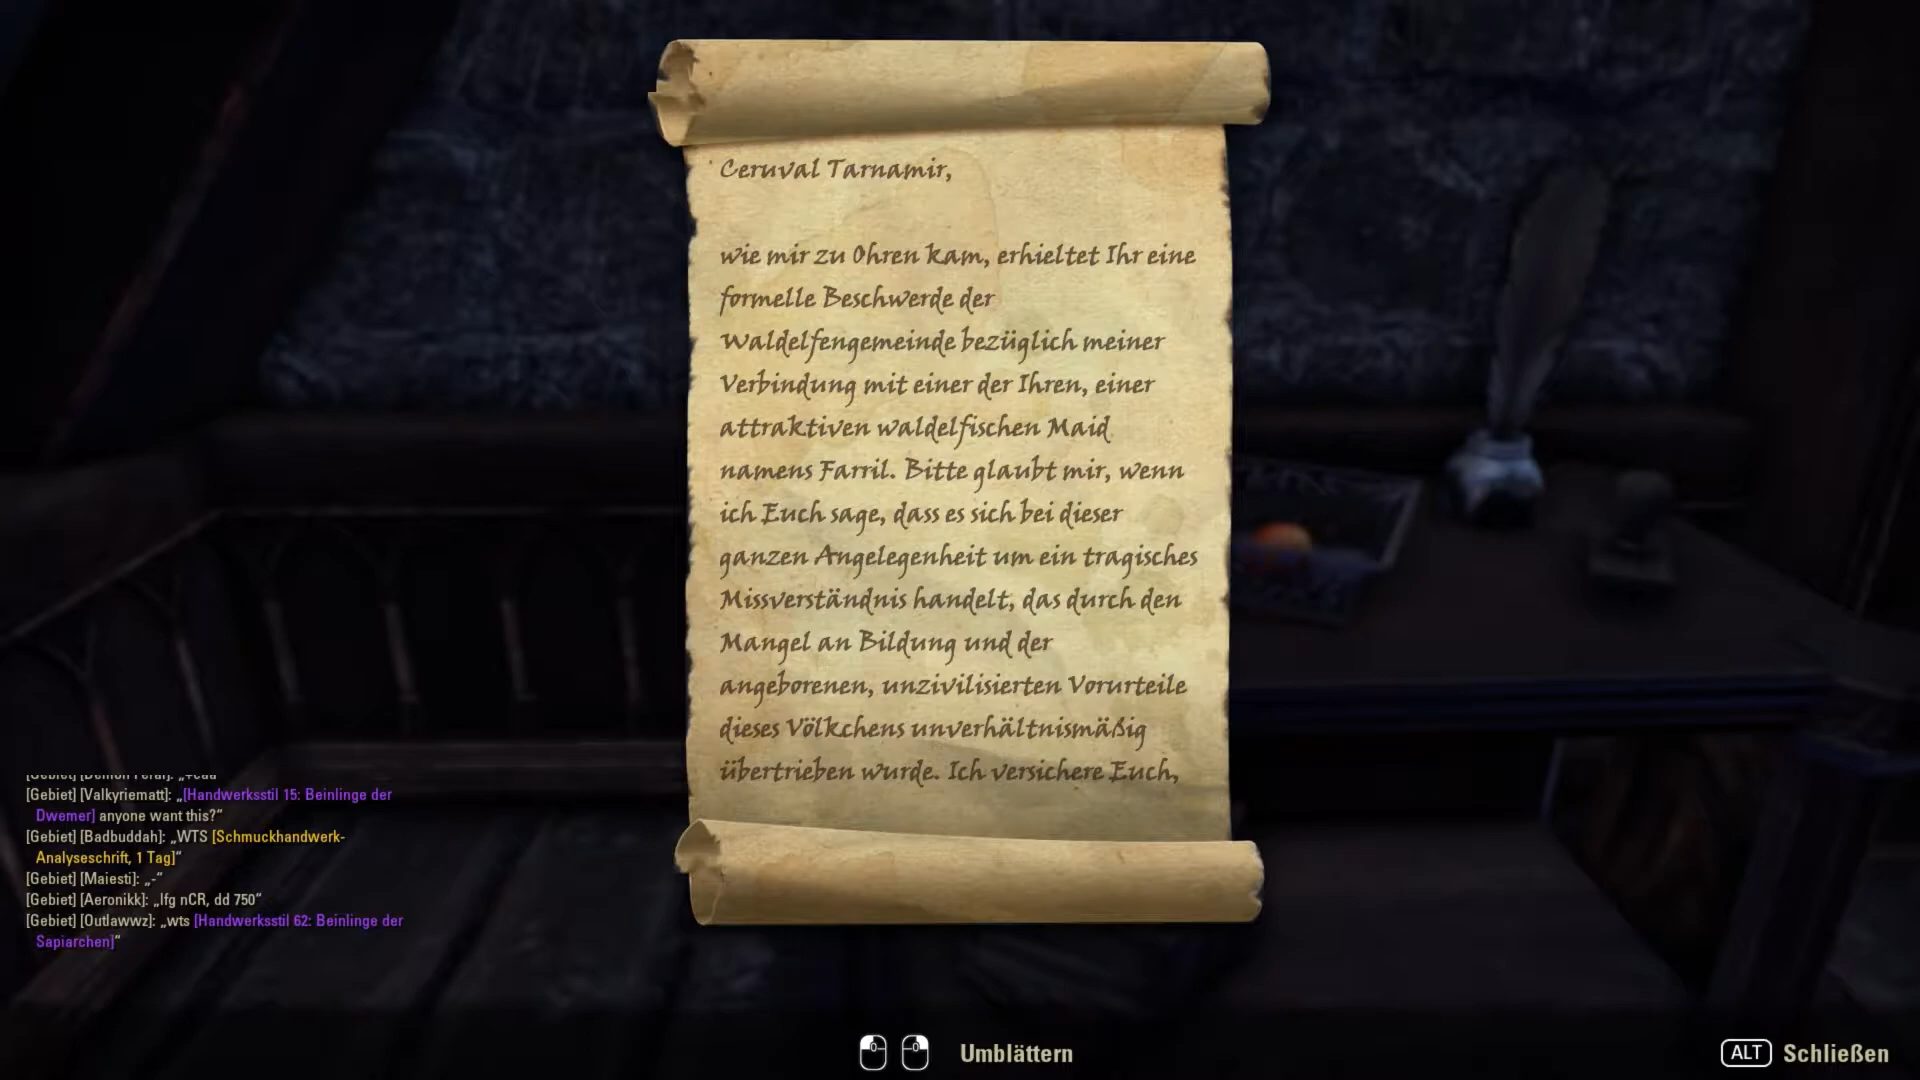 Ceruval Tarnamir,
wie mir zu Ohren kam, erhieltet Ihr eine
formelle Beschwerde der
Waldelfengemeinde bezüglich meiner
Verbindung mit einer der Ihren, einer
attraktiven waldelfischen Maid
namens Farril. Bitte glaubt mir, wenn
ich Euch sage, dass es sich bei dieser
ganzen Angelegenheit um ein tragisches
Missverständnis handelt, das durch den
Mangel an Bildung und der
angeborenen, unzivilisierten Vorurteile
dieses Völkchens unverhältnismäßig
übertrieben wurde. Ich versichere Euch,
[Gebiet] [Valkyriematt]: „[Handwerksstil 15: Beinlinge der
Dwemer] anyone want this?“
[Gebiet] [Badbuddah]: „WTS [Schmuckhandwerk-
Analyseschrift, 1 Tag]“
[Gebiet] [Maiesti]: „-“
[Gebiet] [Aeronikk]: „lfg nCR, dd 750“
[Gebiet] [Outlawwz]: „wts [Handwerksstil 62: Beinlinge der
Sapiarchen]“
Umblättern
ALT Schließen